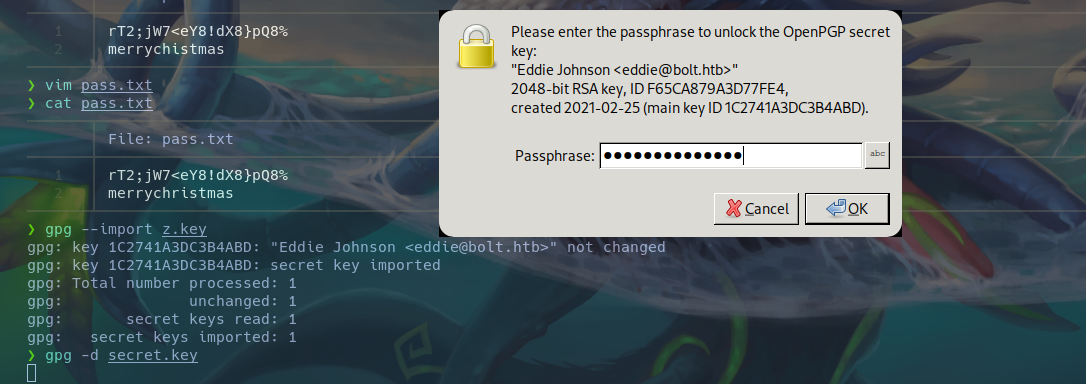 1 rT2;jW7<eY8!dX8}pQ8%
2 merrychistmas
❯ vim pass.txt
❯ cat pass.txt
File: pass.txt
1 rT2;jW7<eY8!dX8}pQ8%
2 merrychristmas
❯ gpg --import z.key
gpg: key 1C2741A3DC3B4ABD: "Eddie Johnson <eddie@bolt.htb>" not changed
gpg: key 1C2741A3DC3B4ABD: secret key imported
gpg: Total number processed: 1
gpg: unchanged: 1
gpg: secret keys read: 1
gpg: secret keys imported: 1
❯ gpg -d secret.key
Please enter the passphrase to unlock the OpenPGP secret
key:
"Eddie Johnson <eddie@bolt.htb>"
2048-bit RSA key, ID F65CA879A3D77FE4,
created 2021-02-25 (main key ID 1C2741A3DC3B4ABD).
Passphrase: ●●●●●●●●●●●●●● abc
Cancel OK